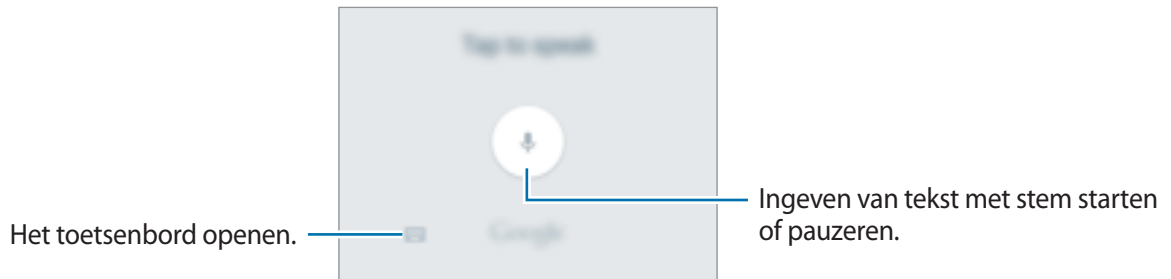 Tap to speak
Ingeven van tekst met stem starten
of pauzeren.
Het toetsenbord openen.
Google